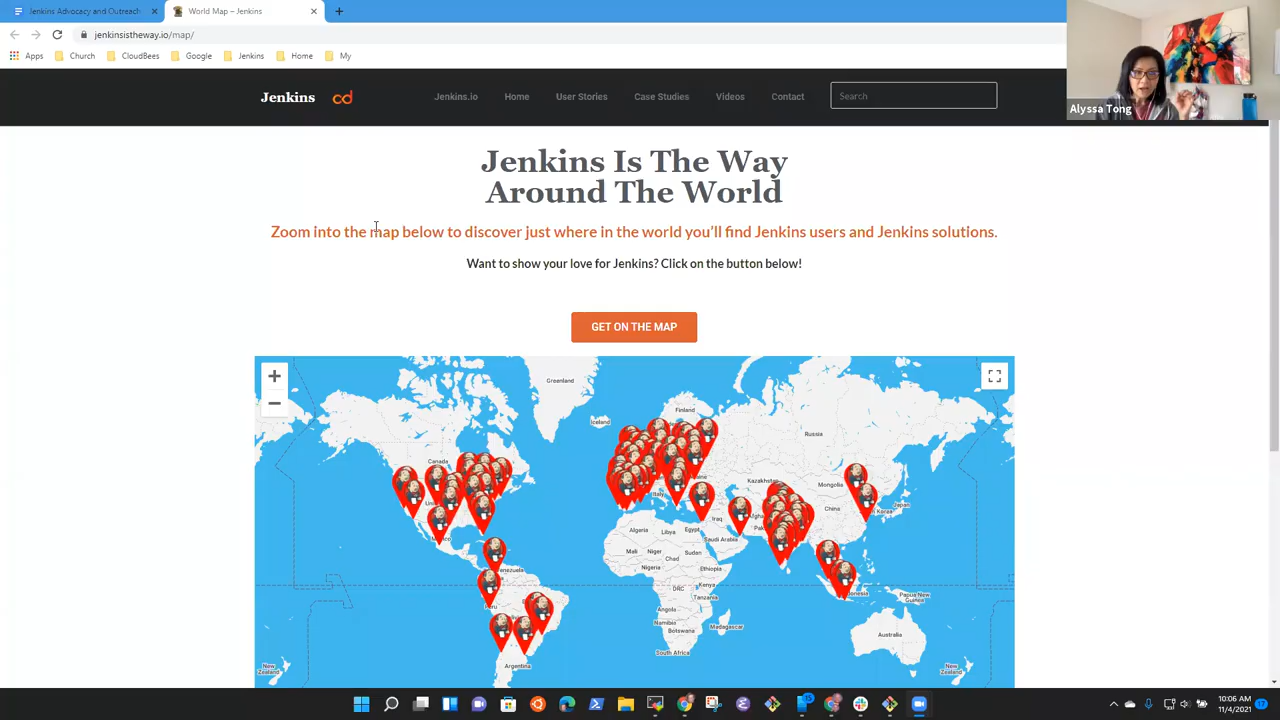 Jenkins Advocacy and Outreach
World Map – Jenkins
jenkinsistheway.io/map/
Apps
Church
CloudBees
Google
Jenkins
Home
My
Jenkins
cd
Jenkins.io
Home
User Stories
Case Studies
Videos
Contact
Search
Alyssa Tong
Jenkins Is The Way
Around The World
Zoom into the map below to discover just where in the world you'll find Jenkins users and Jenkins solutions.
Want to show your love for Jenkins? Click on the button below!
GET ON THE MAP
+
−
Greenland
Iceland
Finland
Russia
Canada
Kazakhstan
Mongolia
Italy
China
Japan
Iraq
Algeria
Libya
Egypt
Saudi Arabia
Mali
Niger
Chad
Sudan
Nigeria
Ethiopia
Venezuela
DRC
Kenya
Tanzania
Papua New
Guinea
Angola
Namibia
Botswana
Madagascar
South Africa
Australia
Argentina
New
Zealand
New
Zealand
10:06 AM
11/4/2021